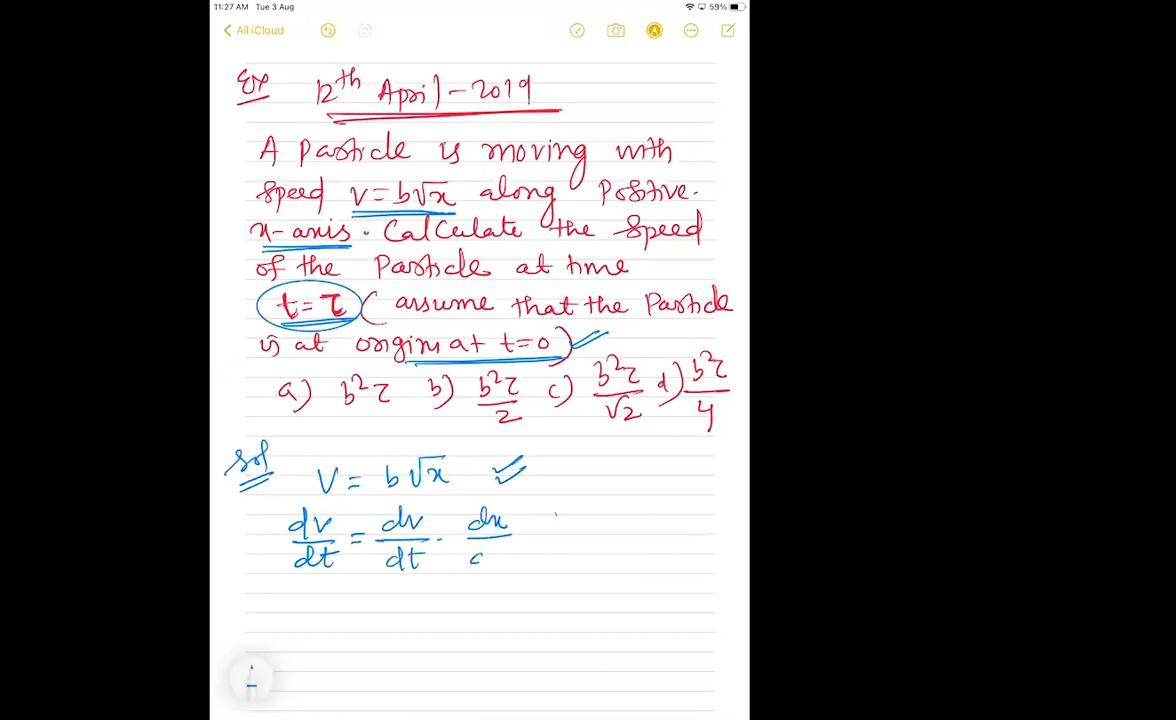 11:27 AM Tue 3 Aug
59%
All iCloud
Ex 12th April-2019
A Particle is moving with
speed v=b√x along Positive
x-axis. Calculate the speed
of the Particle at time
t=τ (assume that the Particle
is at origin at t=0)
a) b²τ b) b²τ/2 c) b²τ/√2 d) b²τ/4
Sol V = b√x
dv/dt = dv/dt · dx/